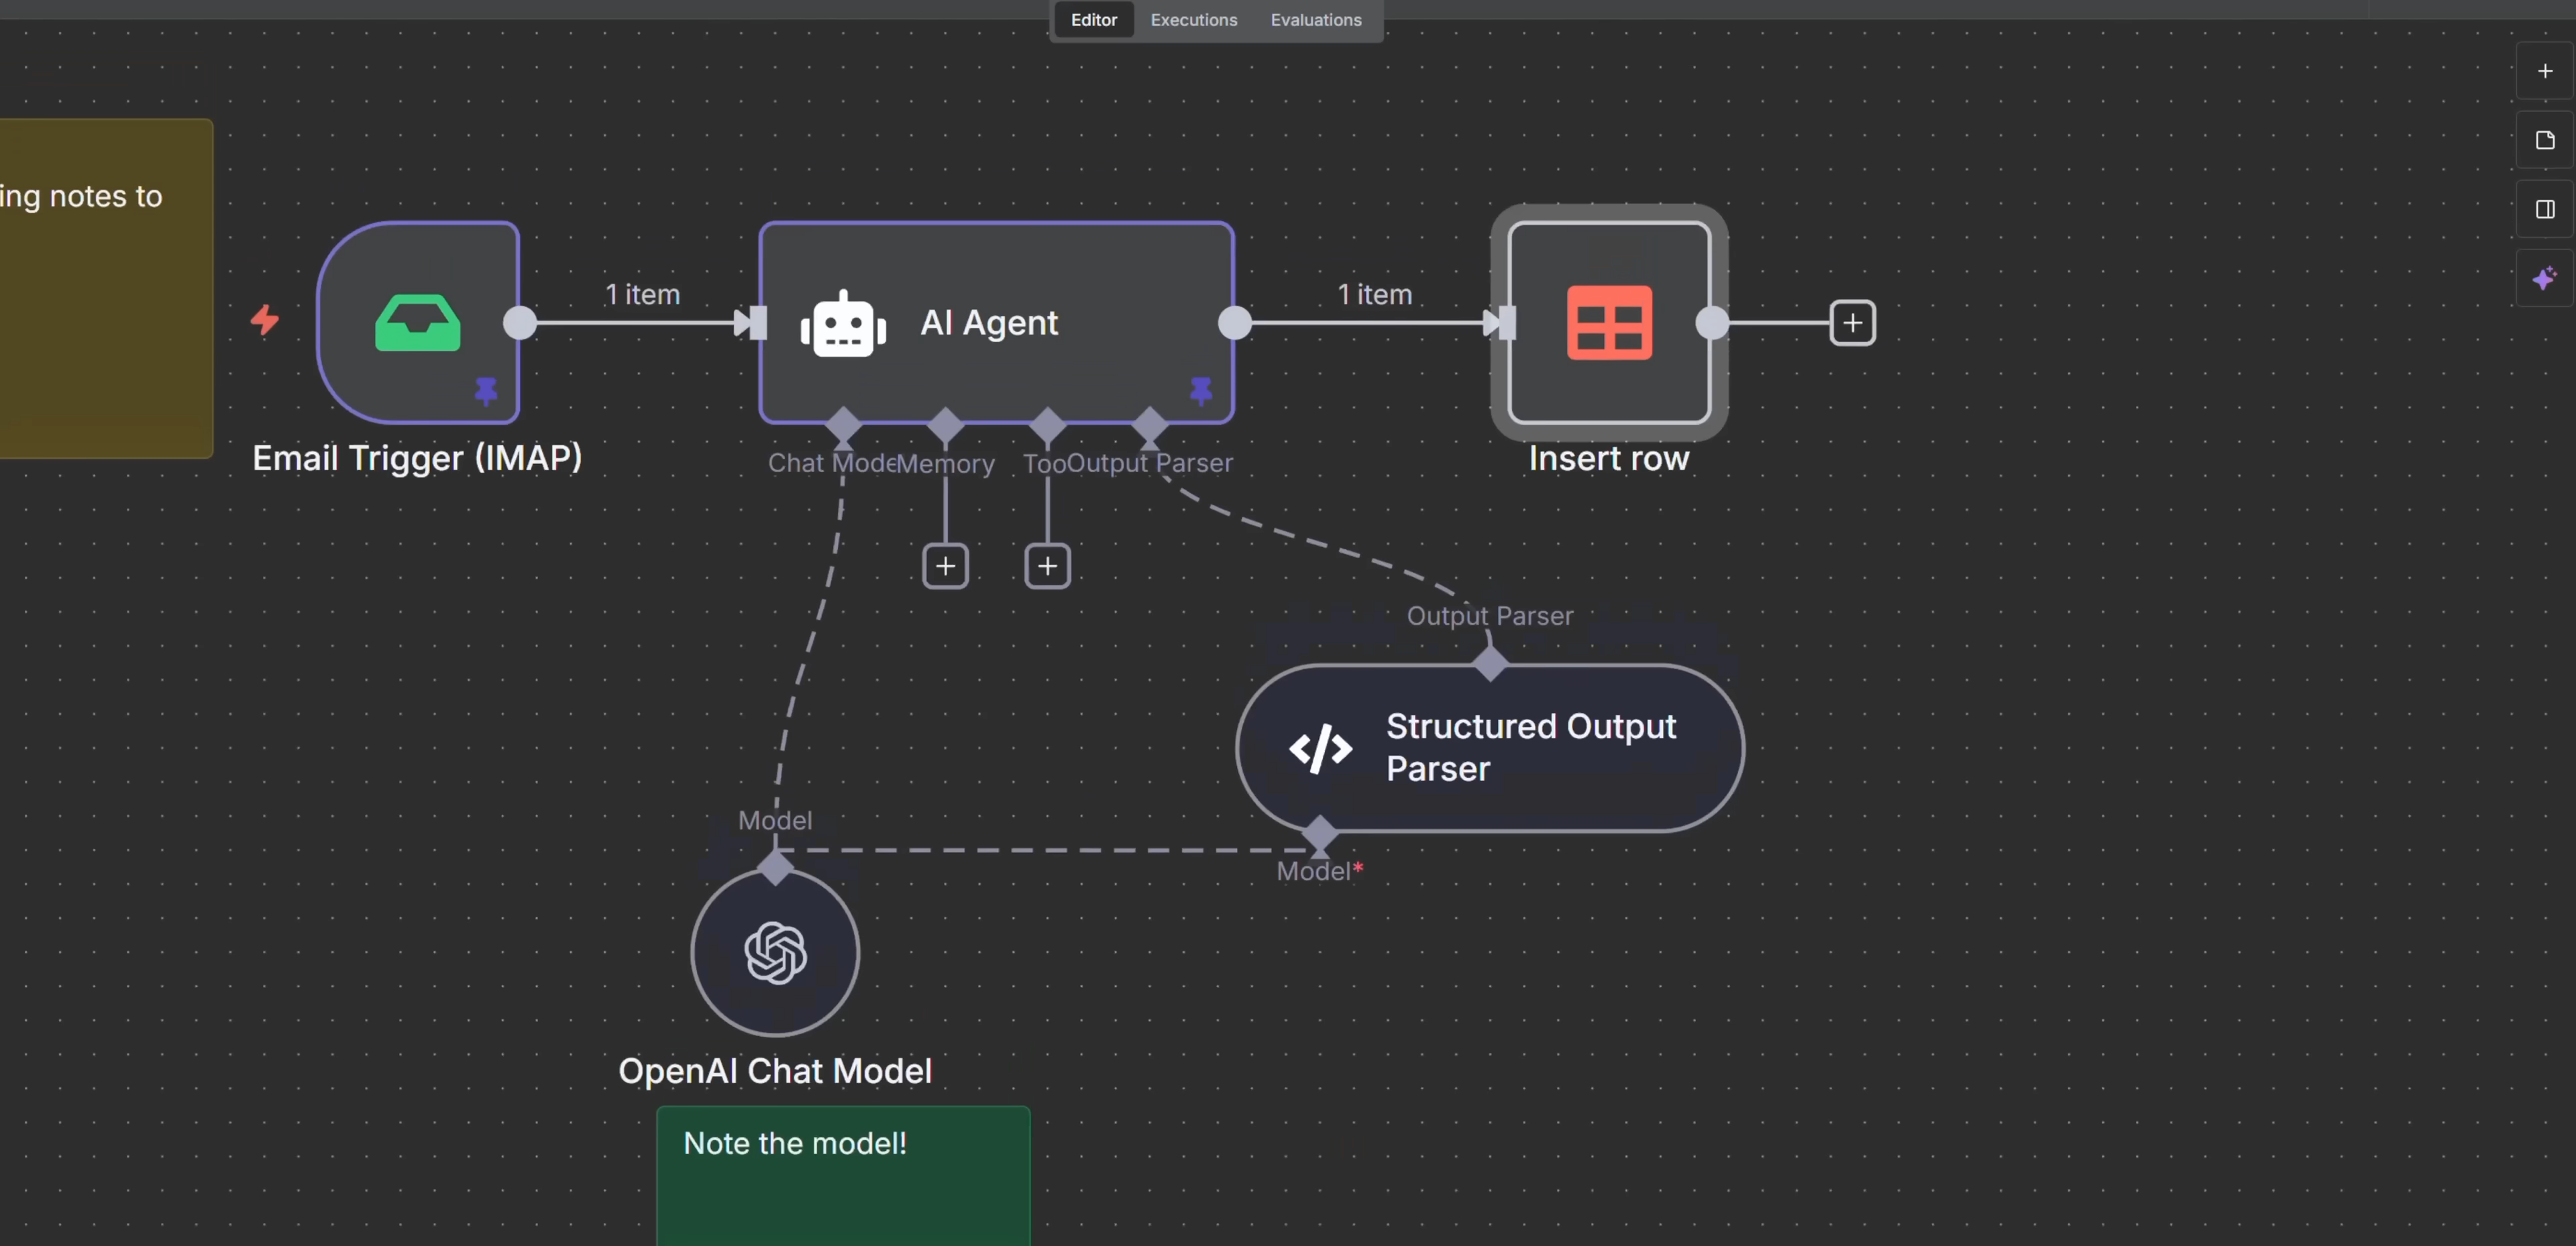 Editor Executions Evaluations
ing notes to
1 item
1 item
AI Agent
Email Trigger (IMAP)
Chat Mode
Memory
Too
Output Parser
Insert row
Output Parser
Structured Output
Parser
Model
Model*
OpenAI Chat Model
Note the model!